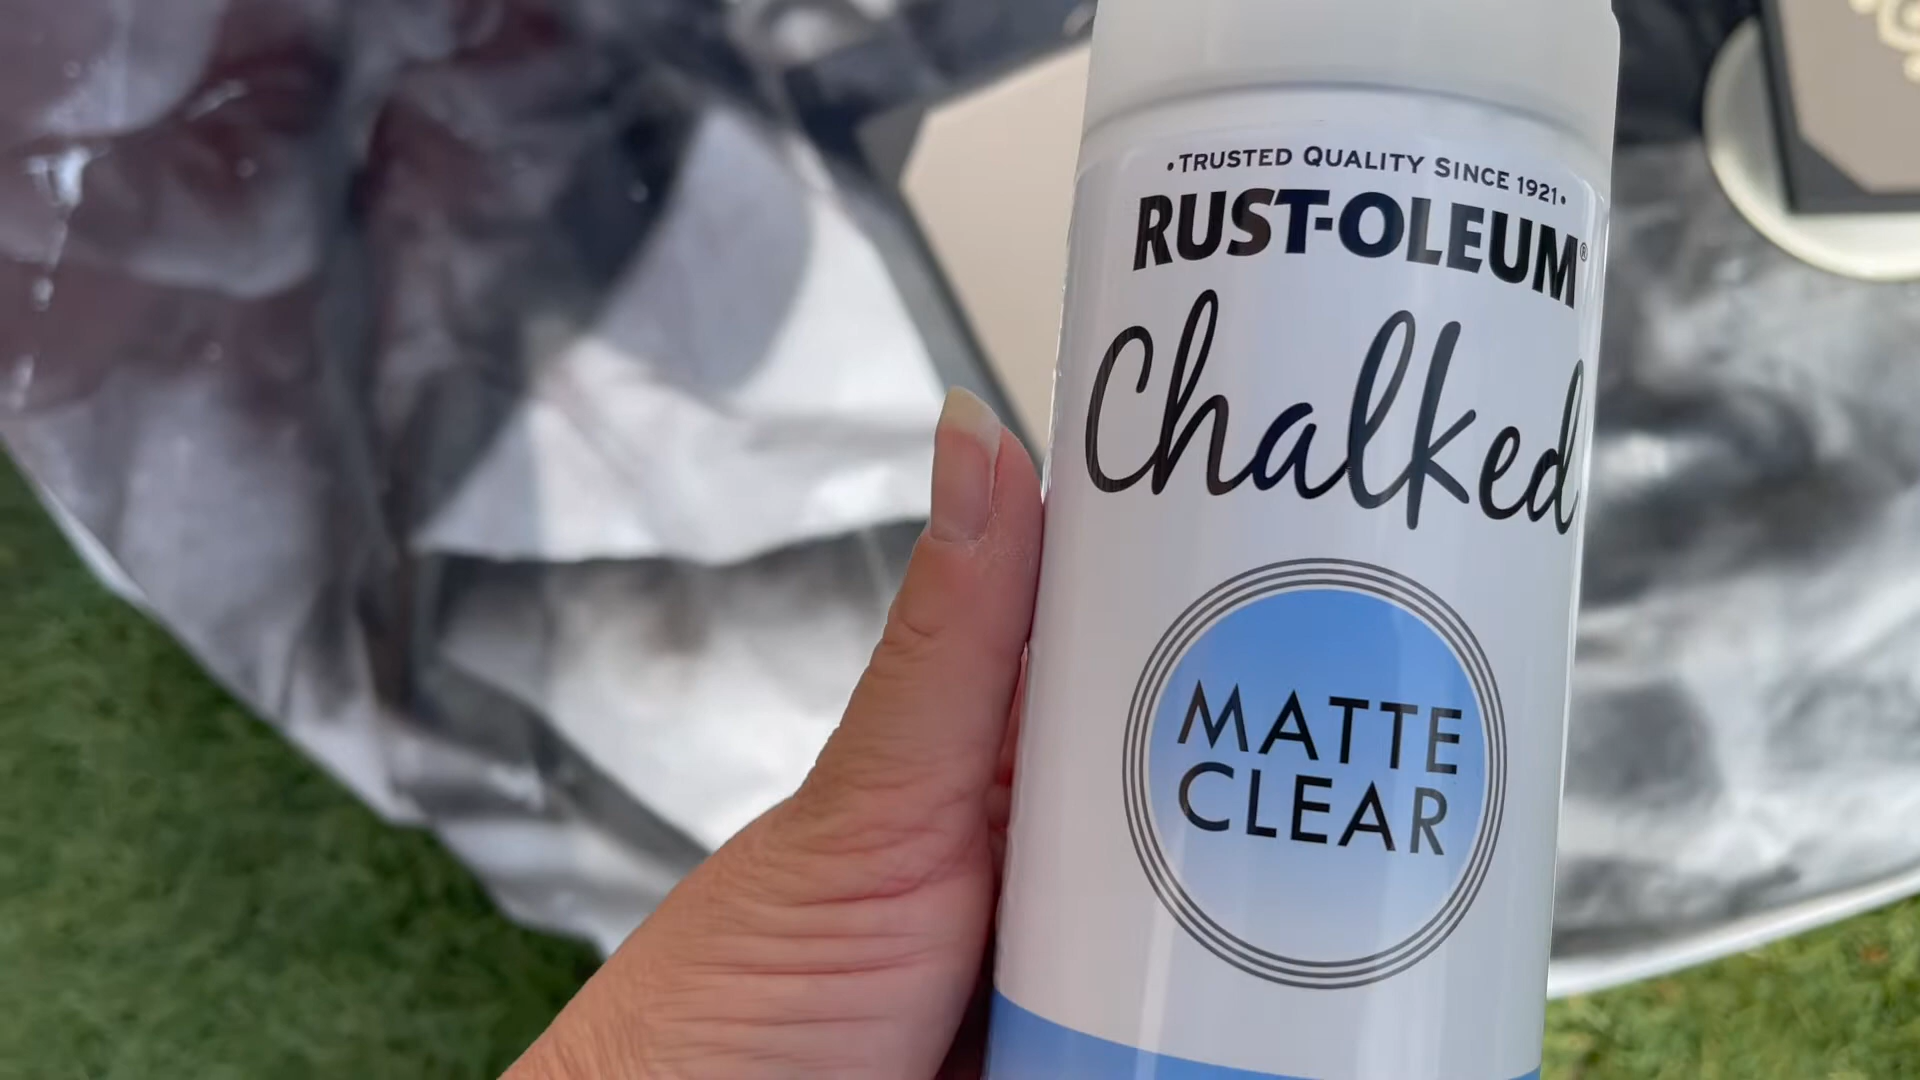 •TRUSTED QUALITY SINCE 1921•
RUST-OLEUM®
Chalked
MATTE
CLEAR